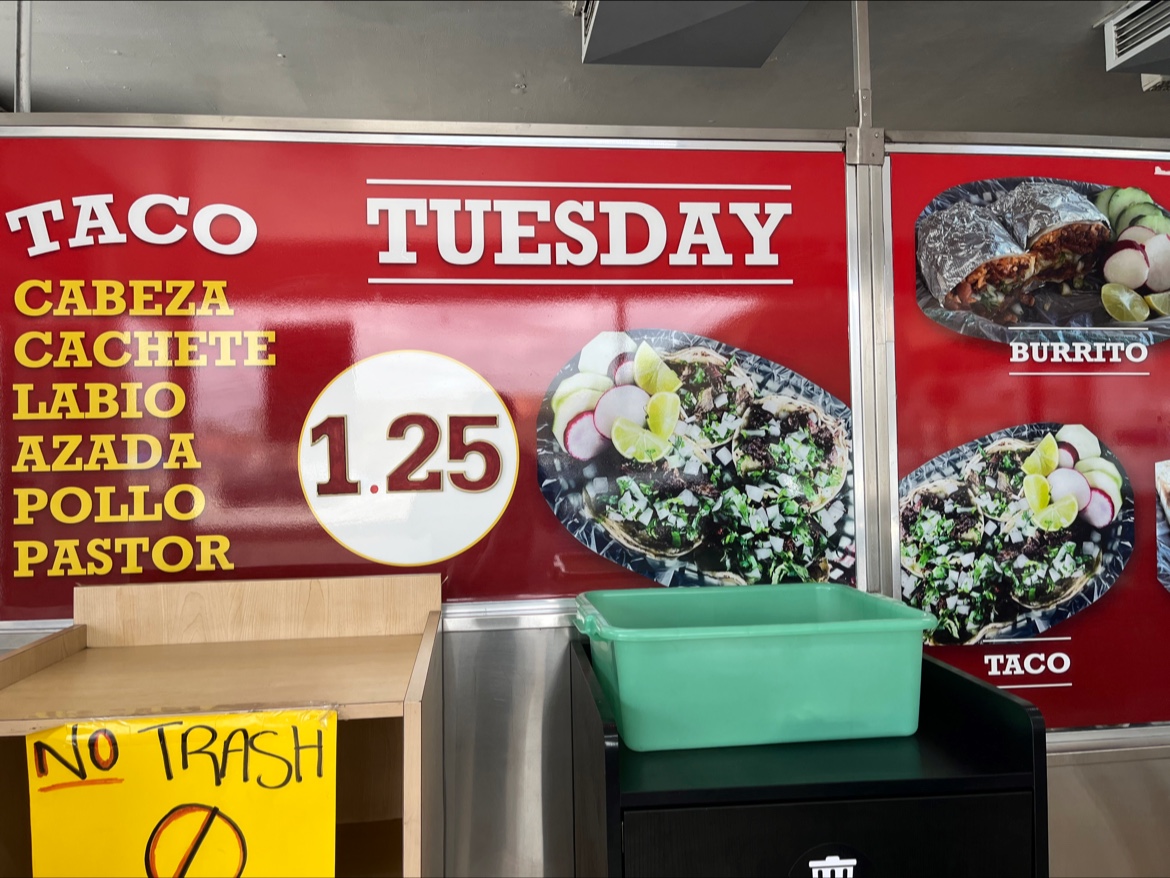 TACO TUESDAY
CABEZA
CACHETE
LABIO
AZADA
POLLO
PASTOR
1.25
BURRITO
TACO
NO TRASH